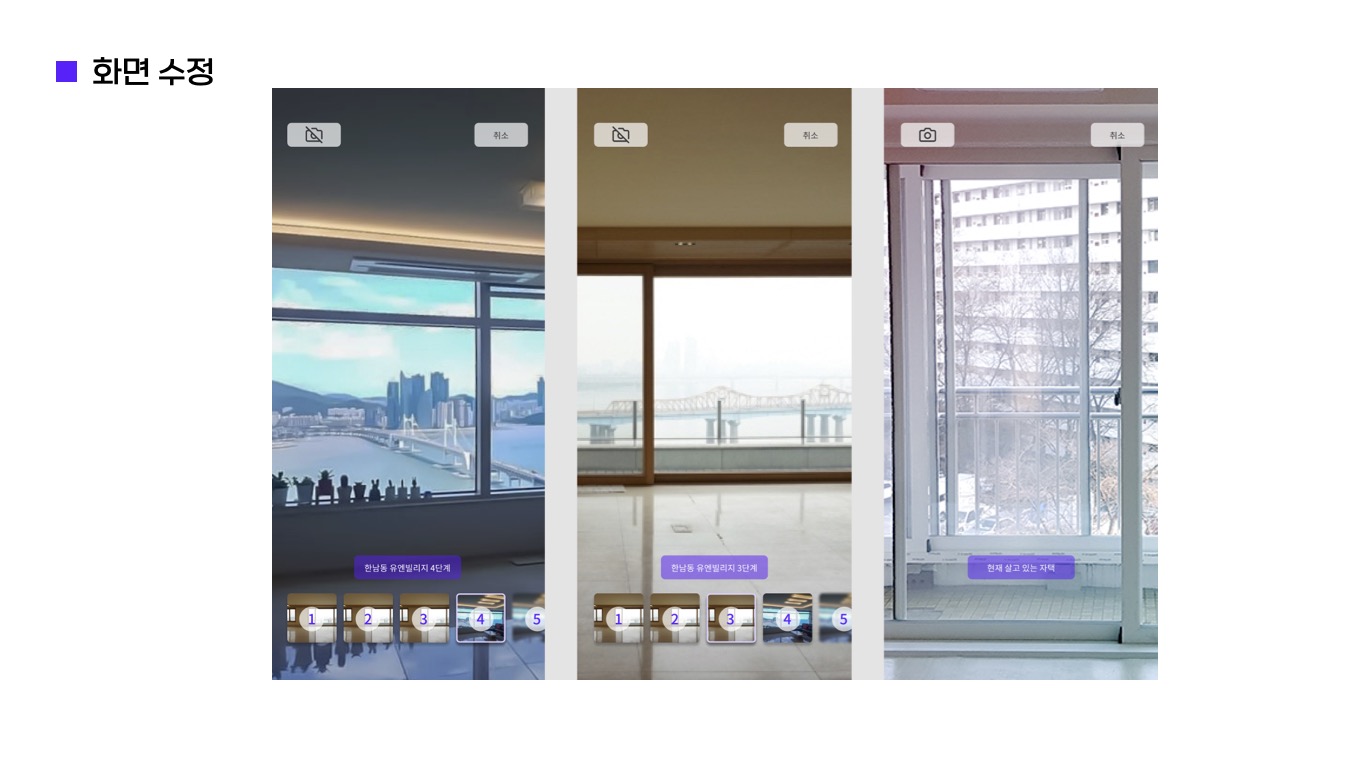 화면 수정
취소
취소
취소
한남동 유엔빌리지 4단계
한남동 유엔빌리지 3단계
현재 살고 있는 자택
1 2 3 4 5
1 2 3 4 5